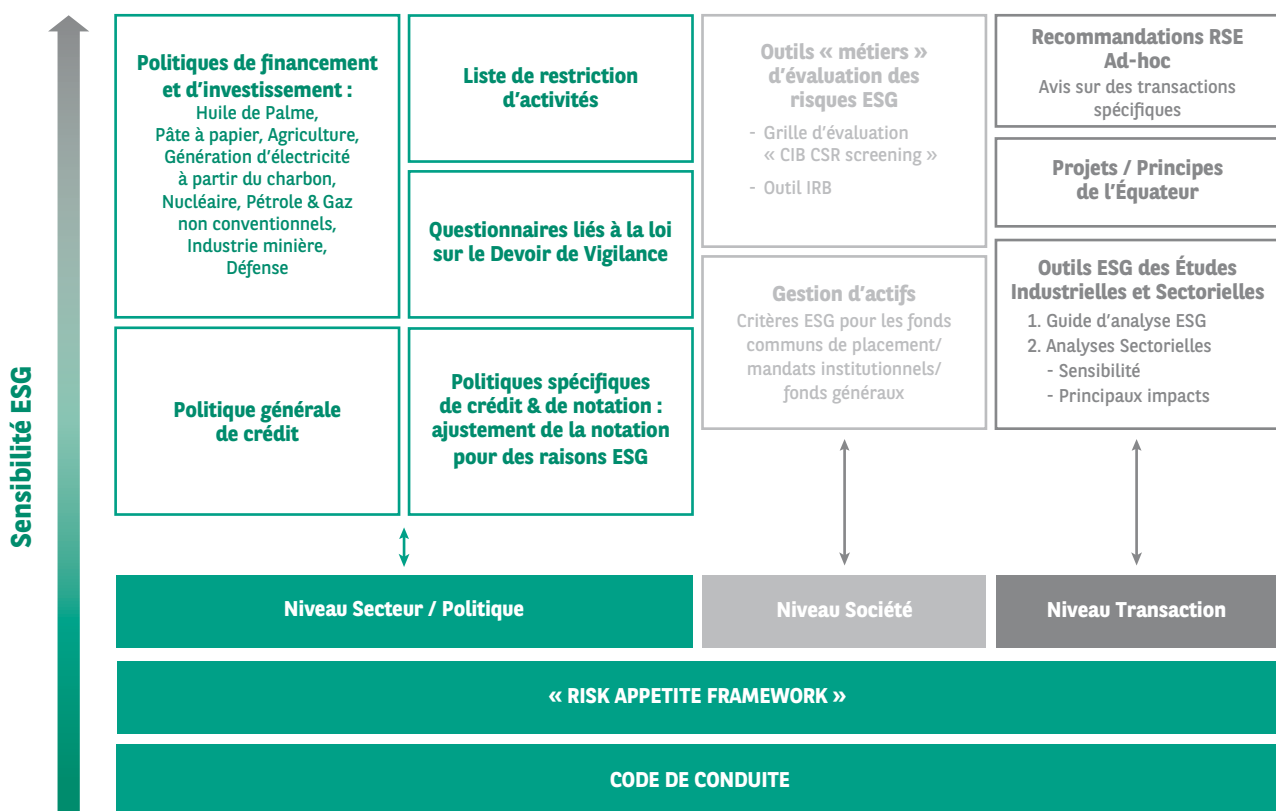 Sensibilité ESG
Politiques de financement
et d'investissement :
Huile de Palme,
Pâte à papier, Agriculture,
Génération d'électricité
à partir du charbon,
Nucléaire, Pétrole & Gaz
non conventionnels,
Industrie minière,
Défense
Politique générale
de crédit
Liste de restriction
d'activités
Questionnaires liés à la loi
sur le Devoir de Vigilance
Politiques spécifiques
de crédit & de notation :
ajustement de la notation
pour des raisons ESG
Outils « métiers »
d'évaluation des
risques ESG
- Grille d'évaluation
« CIB CSR screening »
- Outil IRB
Gestion d'actifs
Critères ESG pour les fonds
communs de placement/
mandats institutionnels/
fonds généraux
Recommandations RSE
Ad-hoc
Avis sur des transactions
spécifiques
Projets / Principes
de l'Équateur
Outils ESG des Études
Industrielles et Sectorielles
1. Guide d'analyse ESG
2. Analyses Sectorielles
- Sensibilité
- Principaux impacts
Niveau Secteur / Politique
Niveau Société
Niveau Transaction
« RISK APPETITE FRAMEWORK »
CODE DE CONDUITE